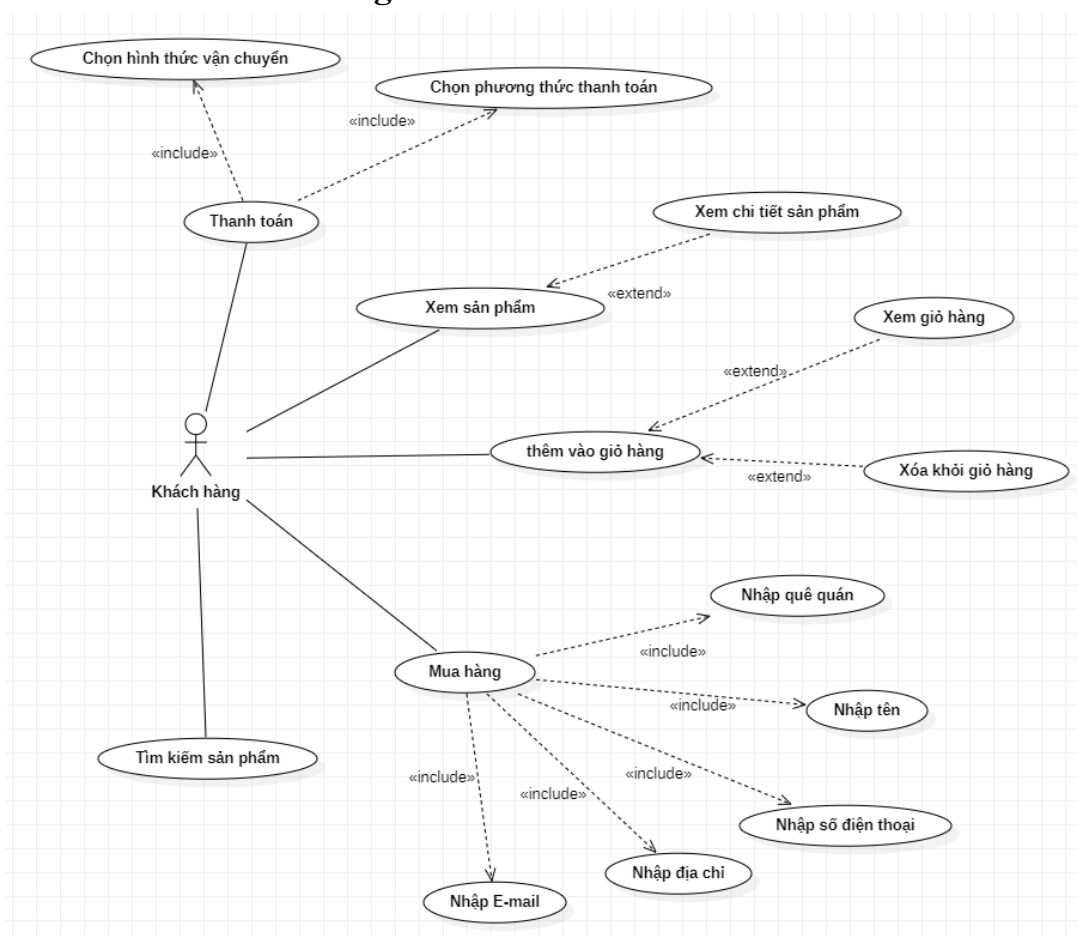 g
Chọn hình thức vận chuyển
Chọn phương thức thanh toán
«include»
«include»
Thanh toán
Xem chi tiết sản phẩm
«extend»
Xem sản phẩm
Xem giỏ hàng
«extend»
thêm vào giỏ hàng
Xóa khỏi giỏ hàng
«extend»
Khách hàng
Nhập quê quán
«include»
Mua hàng
«include»
Nhập tên
Tìm kiếm sản phẩm
«include»
«include»
«include»
Nhập số điện thoại
Nhập địa chỉ
Nhập E-mail